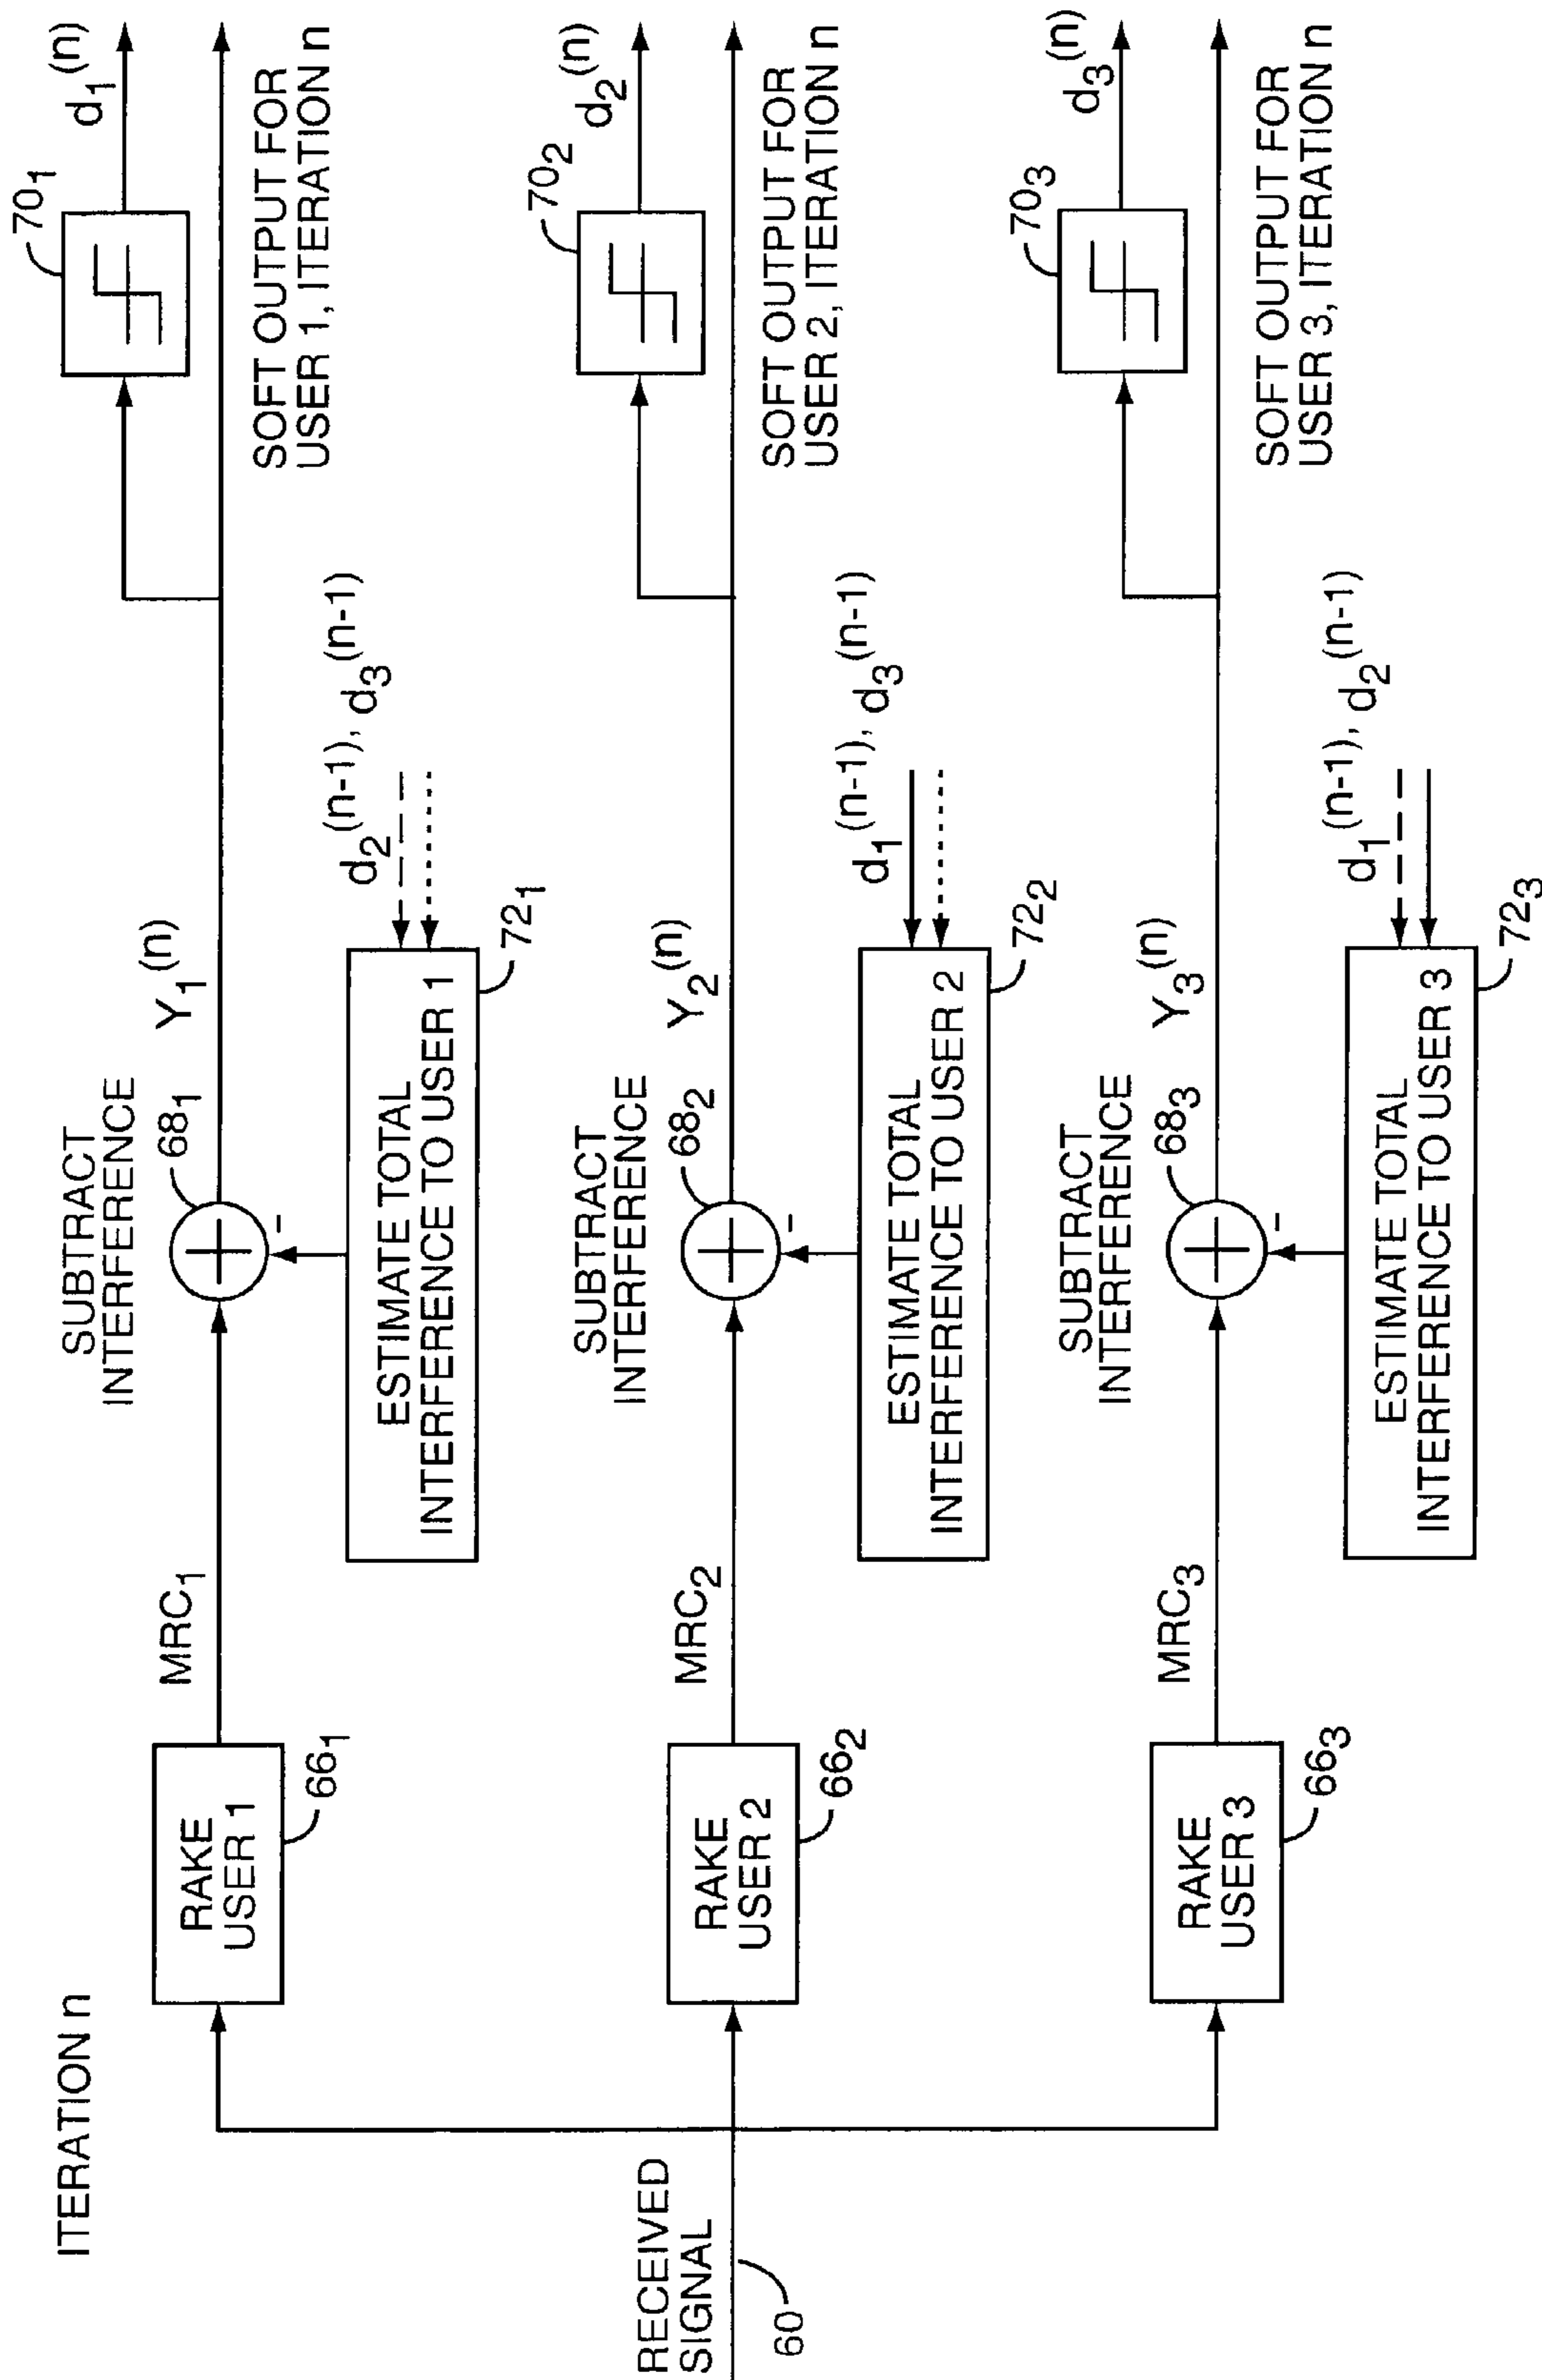 ITERATION n
RECEIVED
SIGNAL
60
RAKE
USER 1
66₁
MRC₁
SUBTRACT
INTERFERENCE
68₁
-
Y₁⁽ⁿ⁾
ESTIMATE TOTAL
INTERFERENCE TO USER 1
72₁
d₂⁽ⁿ⁻¹⁾, d₃⁽ⁿ⁻¹⁾
70₁
d₁⁽ⁿ⁾
SOFT OUTPUT FOR
USER 1, ITERATION n
RAKE
USER 2
66₂
MRC₂
SUBTRACT
INTERFERENCE
68₂
-
Y₂⁽ⁿ⁾
ESTIMATE TOTAL
INTERFERENCE TO USER 2
72₂
d₁⁽ⁿ⁻¹⁾, d₃⁽ⁿ⁻¹⁾
70₂
d₂⁽ⁿ⁾
SOFT OUTPUT FOR
USER 2, ITERATION n
RAKE
USER 3
66₃
MRC₃
SUBTRACT
INTERFERENCE
68₃
-
Y₃⁽ⁿ⁾
ESTIMATE TOTAL
INTERFERENCE TO USER 3
72₃
d₁⁽ⁿ⁻¹⁾, d₂⁽ⁿ⁻¹⁾
70₃
d₃⁽ⁿ⁾
SOFT OUTPUT FOR
USER 3, ITERATION n